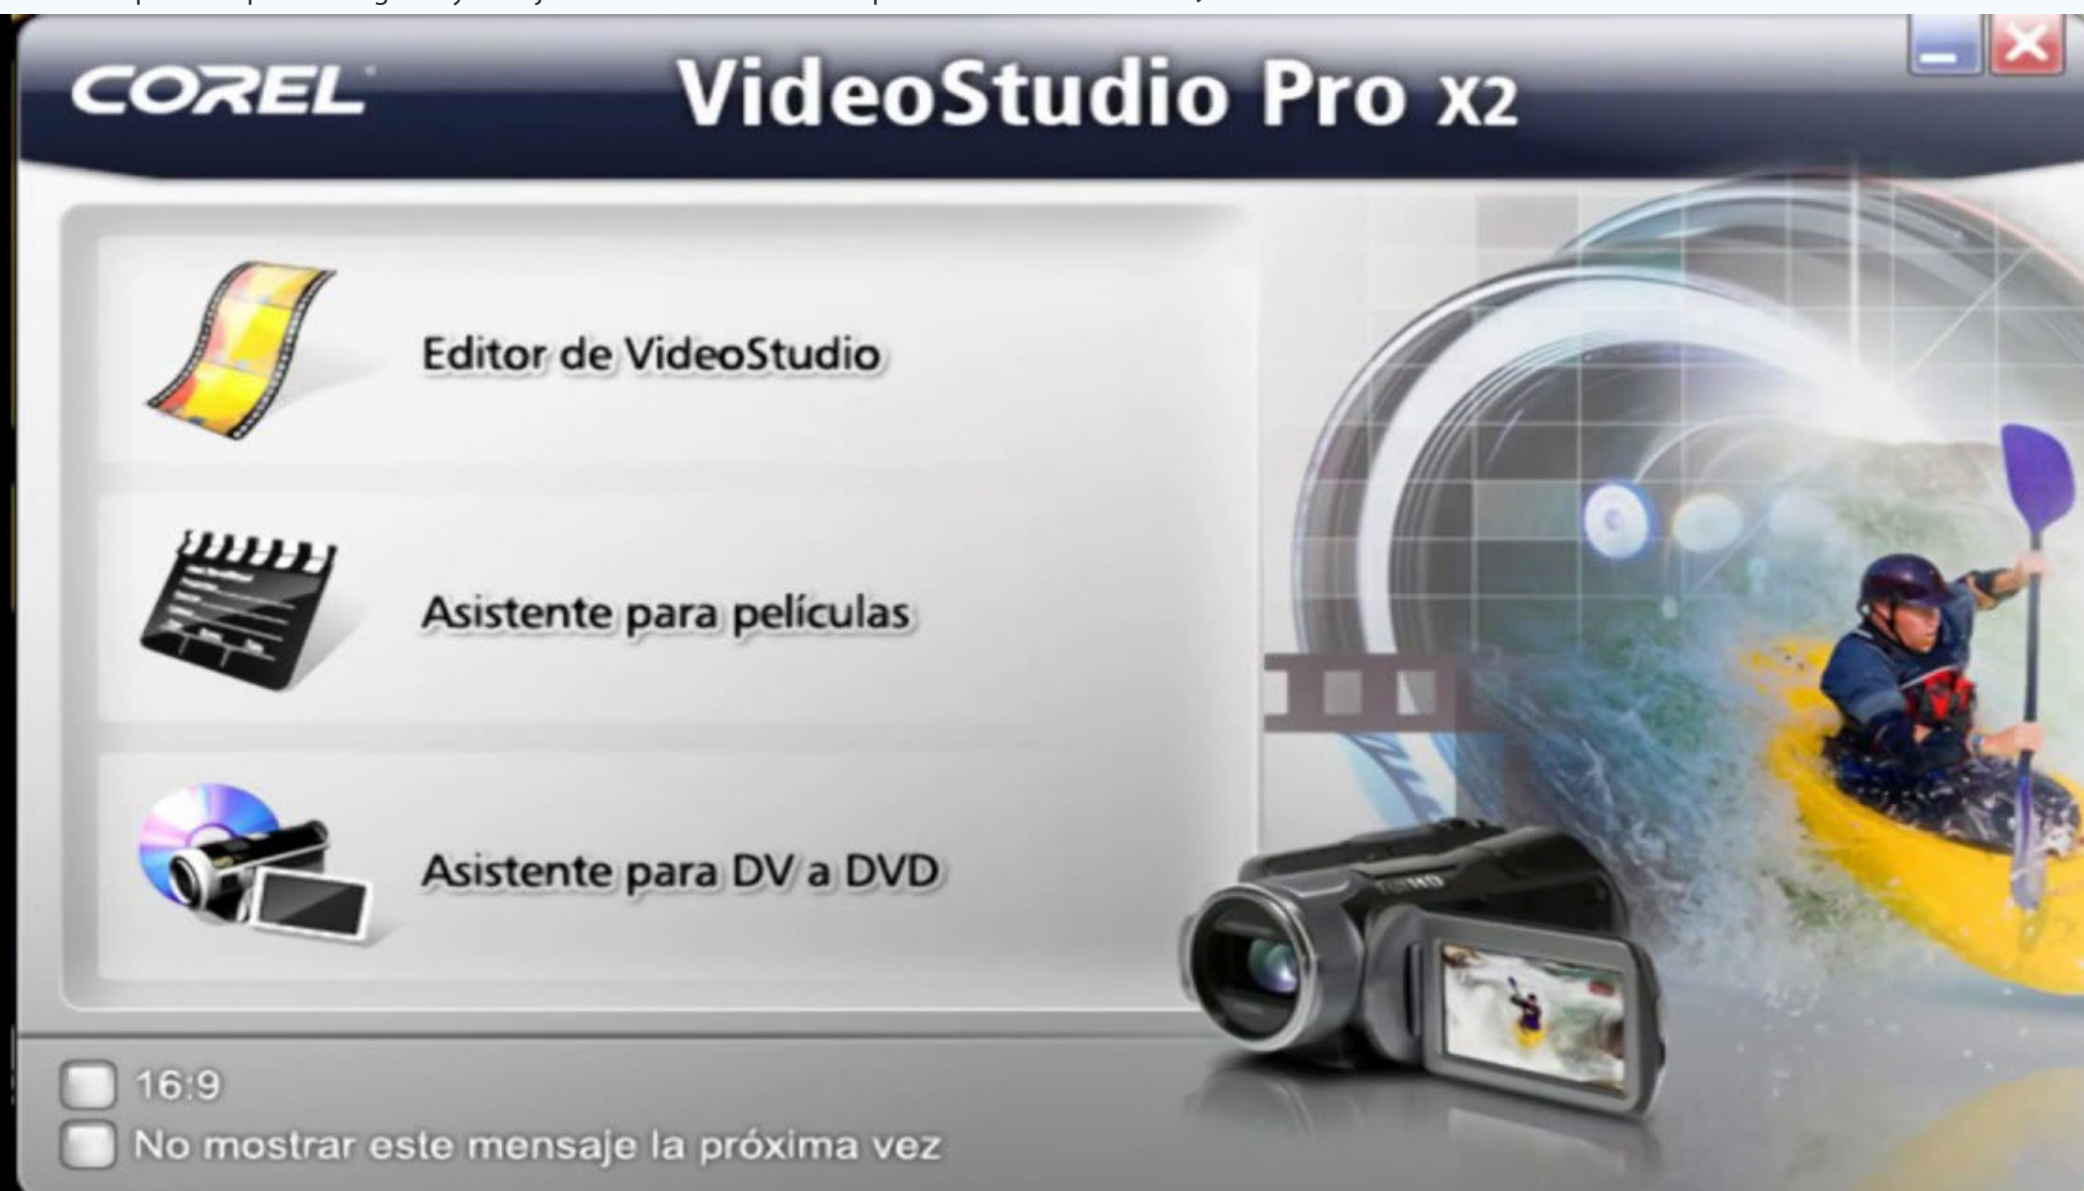 COREL
VideoStudio Pro X2
Editor de VideoStudio
Asistente para películas
Asistente para DV a DVD
16:9
No mostrar este mensaje la próxima vez